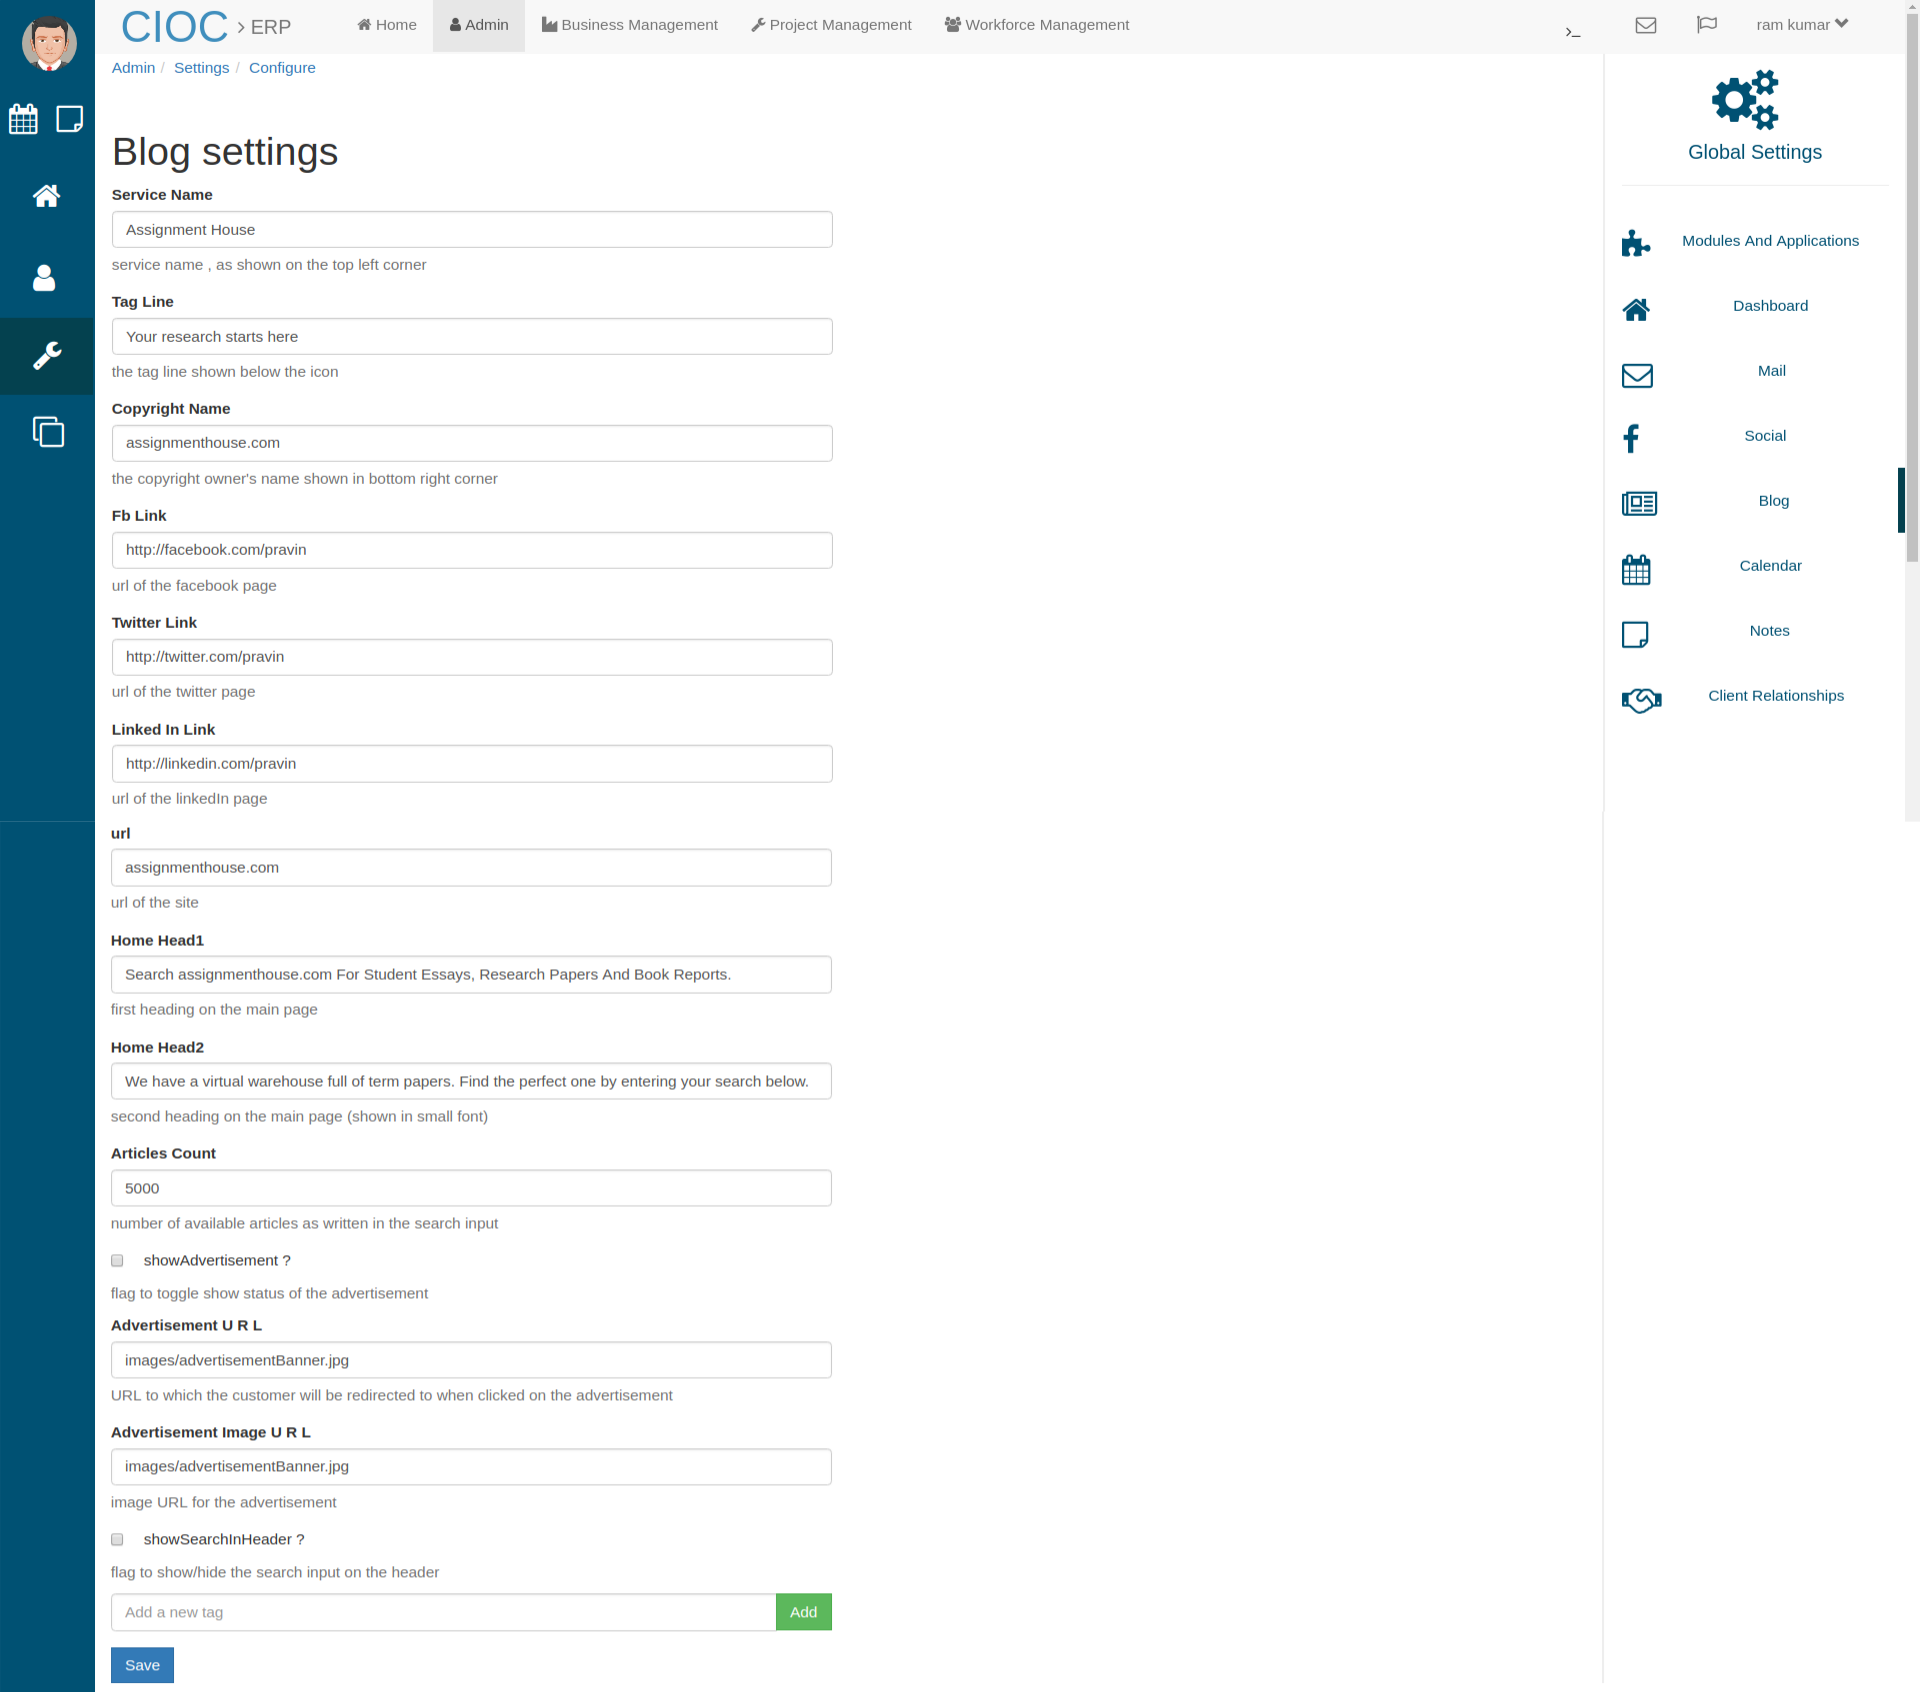 CIOC > ERP Home Admin Business Management Project Management Workforce Management >_ ram kumar
Admin / Settings / Configure
Blog settings
Service Name
Assignment House
service name , as shown on the top left corner
Tag Line
Your research starts here
the tag line shown below the icon
Copyright Name
assignmenthouse.com
the copyright owner's name shown in bottom right corner
Fb Link
http://facebook.com/pravin
url of the facebook page
Twitter Link
http://twitter.com/pravin
url of the twitter page
Linked In Link
http://linkedin.com/pravin
url of the linkedIn page
url
assignmenthouse.com
url of the site
Home Head1
Search assignmenthouse.com For Student Essays, Research Papers And Book Reports.
first heading on the main page
Home Head2
We have a virtual warehouse full of term papers. Find the perfect one by entering your search below.
second heading on the main page (shown in small font)
Articles Count
5000
number of available articles as written in the search input
showAdvertisement ?
flag to toggle show status of the advertisement
Advertisement U R L
images/advertisementBanner.jpg
URL to which the customer will be redirected to when clicked on the advertisement
Advertisement Image U R L
images/advertisementBanner.jpg
image URL for the advertisement
showSearchInHeader ?
flag to show/hide the search input on the header
Add a new tag Add
Save
Global Settings
Modules And Applications
Dashboard
Mail
Social
Blog
Calendar
Notes
Client Relationships